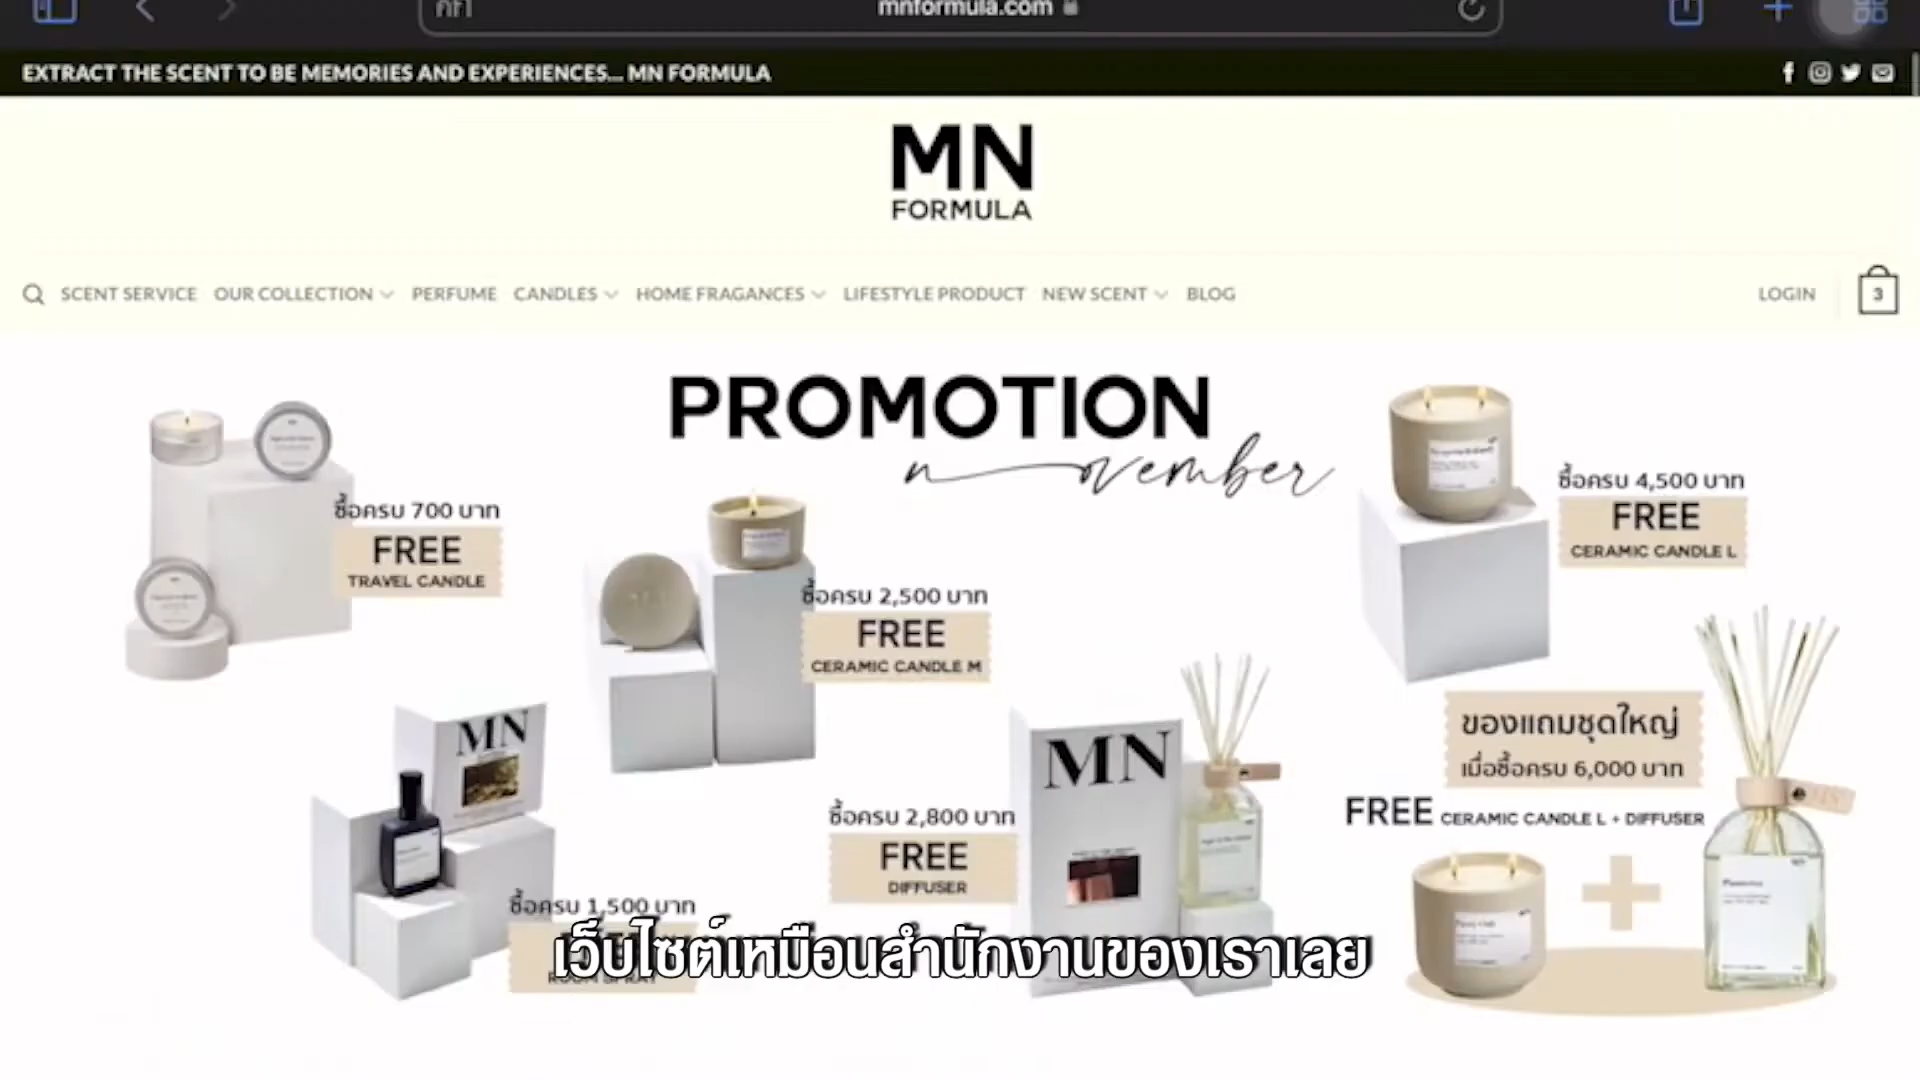 กก
mnformula.com
EXTRACT THE SCENT TO BE MEMORIES AND EXPERIENCES... MN FORMULA
MN
FORMULA
SCENT SERVICE OUR COLLECTION PERFUME CANDLES HOME FRAGANCES LIFESTYLE PRODUCT NEW SCENT BLOG LOGIN 3
PROMOTION
november
ซื้อครบ 700 บาท
FREE
TRAVEL CANDLE
ซื้อครบ 2,500 บาท
FREE
CERAMIC CANDLE M
ซื้อครบ 4,500 บาท
FREE
CERAMIC CANDLE L
MN
ซื้อครบ 1,500 บาท
ซื้อครบ 2,800 บาท
FREE
DIFFUSER
MN
ของแถมชุดใหญ่
เมื่อซื้อครบ 6,000 บาท
FREE CERAMIC CANDLE L + DIFFUSER
เว็บไซต์เหมือนสำนักงานของเราเลย